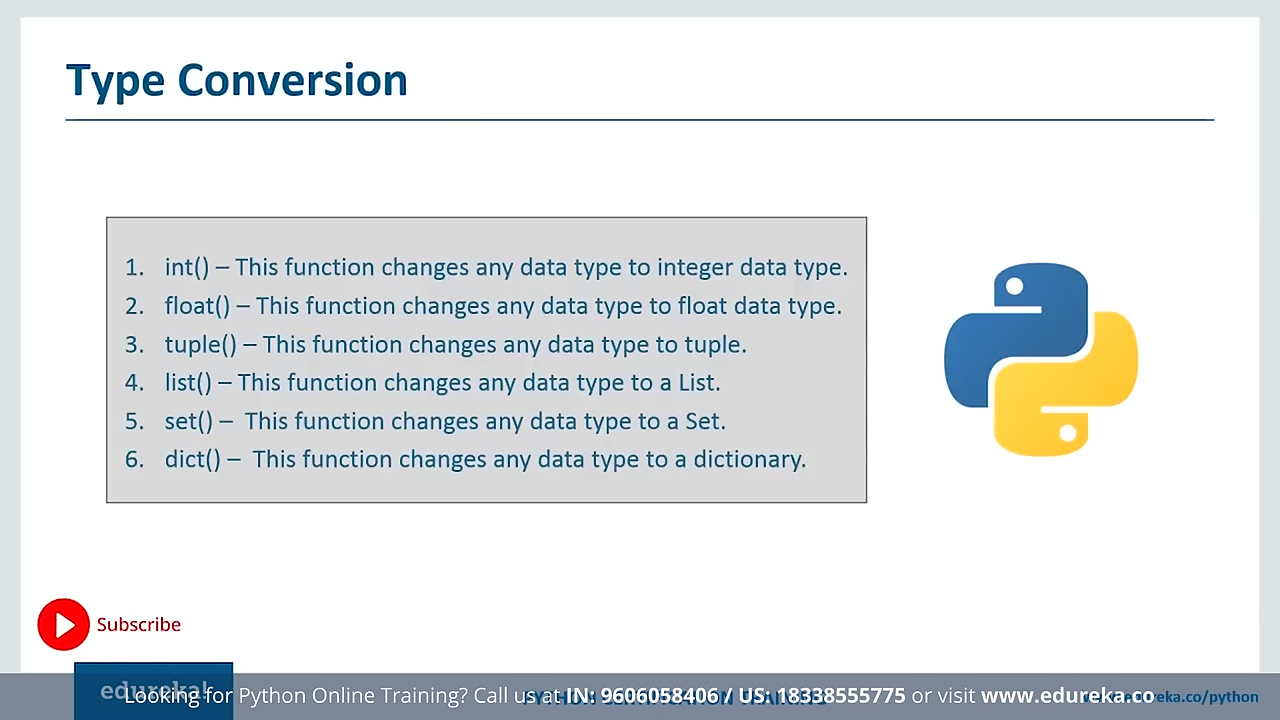 Type Conversion
1. int() – This function changes any data type to integer data type.
2. float() – This function changes any data type to float data type.
3. tuple() – This function changes any data type to tuple.
4. list() – This function changes any data type to a List.
5. set() – This function changes any data type to a Set.
6. dict() – This function changes any data type to a dictionary.
Subscribe
edureka!
Looking for Python Online Training? Call us at IN: 9606058406 / US: 18338555775 or visit www.edureka.co
PYTHON CERTIFICATION TRAINING
edureka.co/python